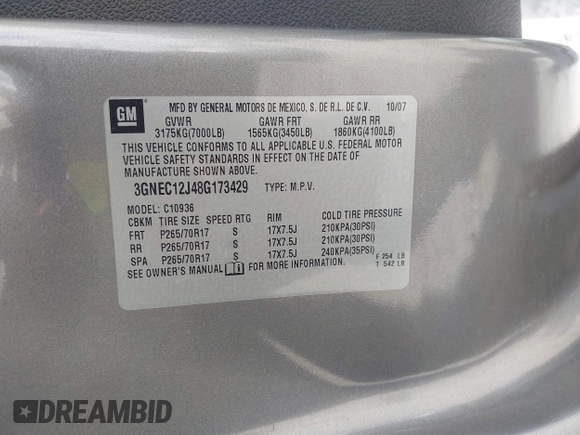 GM
MFD BY GENERAL MOTORS DE MEXICO, S. DE R.L. DE C.V. 10/07
GVWR GAWR FRT GAWR RR
3175KG(7000LB) 1565KG(3450LB) 1860KG(4100LB)
THIS VEHICLE CONFORMS TO ALL APPLICABLE U.S. FEDERAL MOTOR
VEHICLE SAFETY STANDARDS IN EFFECT ON THE DATE OF
MANUFACTURE SHOWN ABOVE.
3GNEC12J48G173429 TYPE: M.P.V.
MODEL: C10936
CBKM TIRE SIZE SPEED RTG RIM COLD TIRE PRESSURE
FRT P265/70R17 S 17X7.5J 210KPA(30PSI)
RR P265/70R17 S 17X7.5J 210KPA(30PSI)
SPA P265/70R17 S 17X7.5J 240KPA(35PSI)
SEE OWNER'S MANUAL FOR MORE INFORMATION.
F 254 LB
T 542 LB
DREAMBID